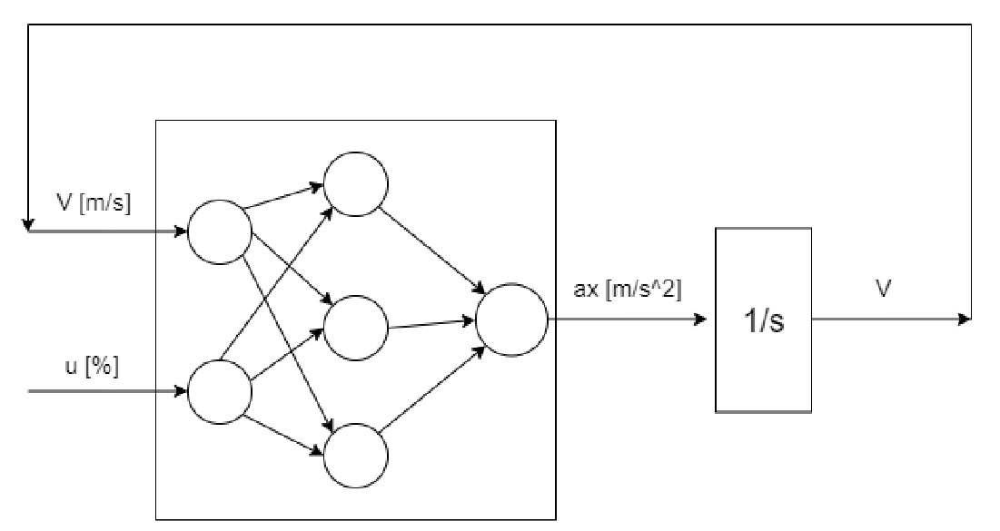 V [m/s]
u [%]
ax [m/s^2]
1/s
V